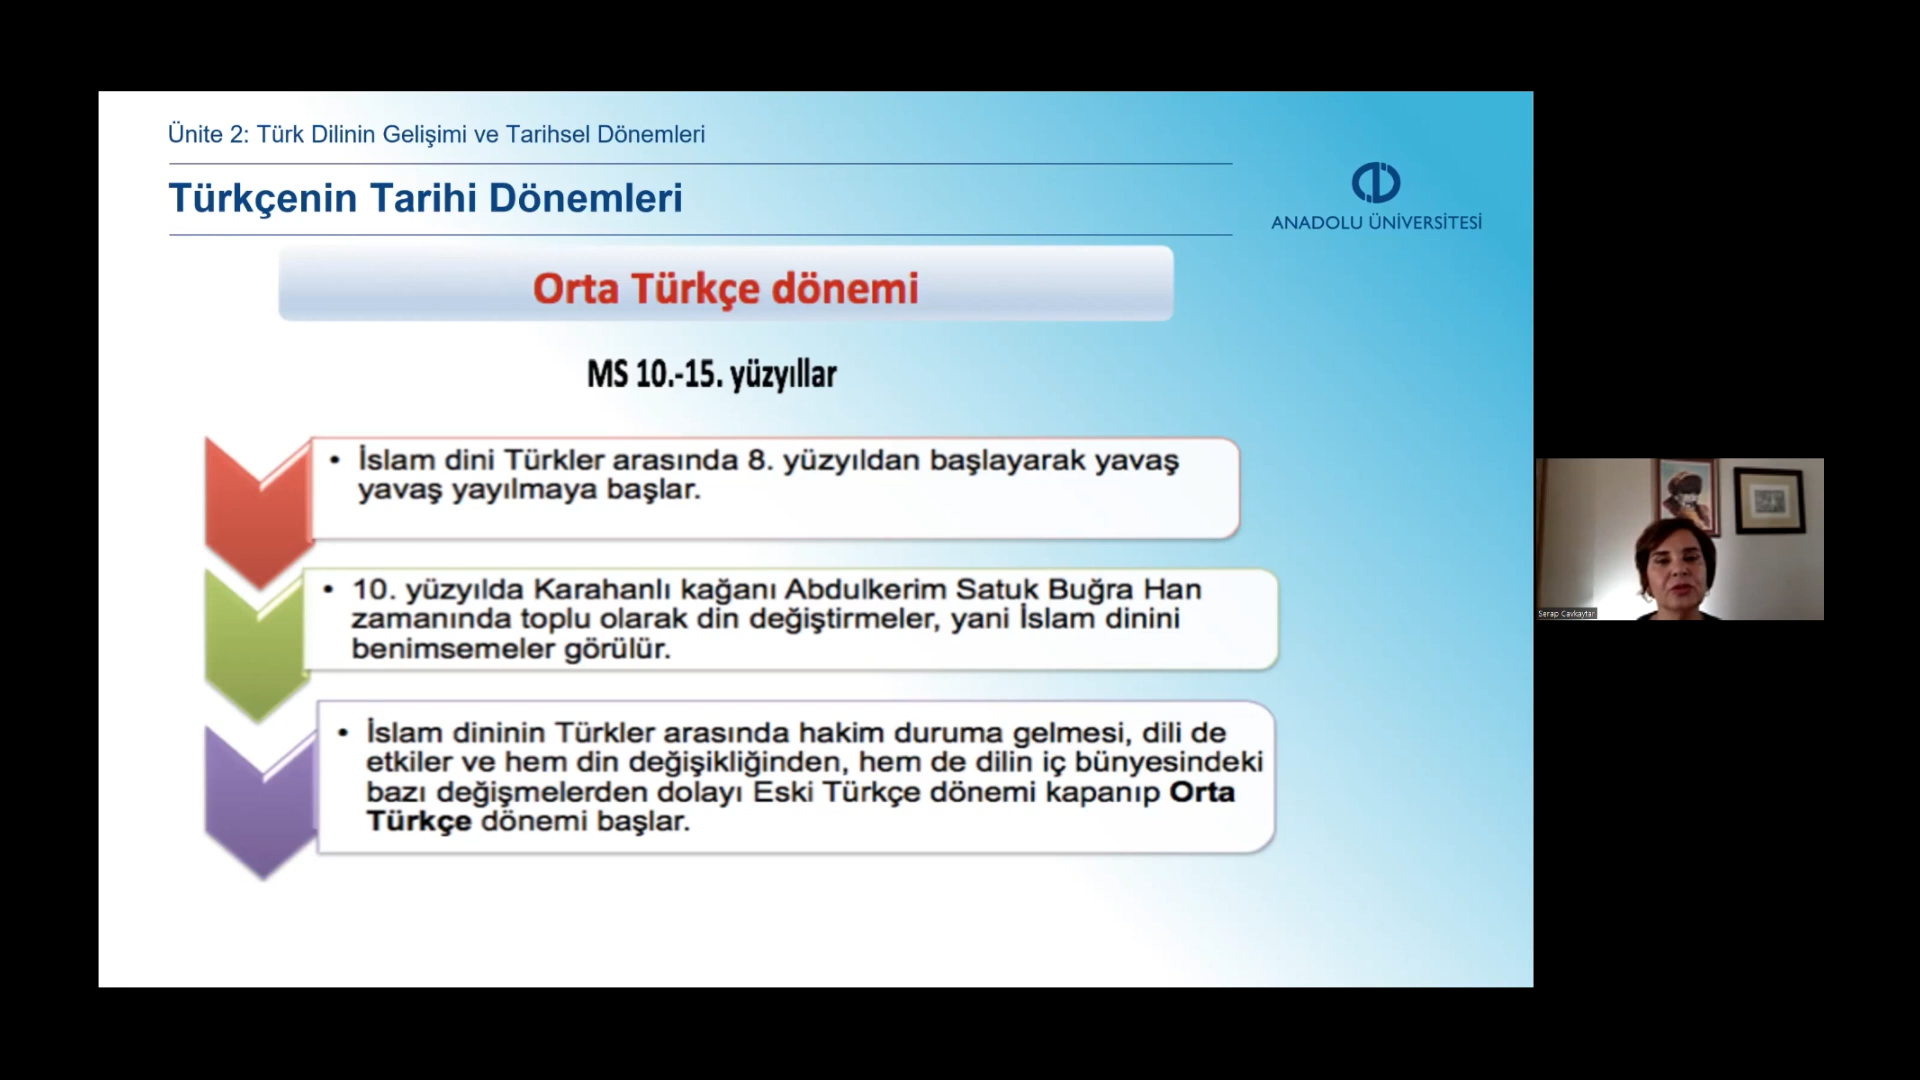 Ünite 2: Türk Dilinin Gelişimi ve Tarihsel Dönemleri
Türkçenin Tarihi Dönemleri
ANADOLU ÜNİVERSİTESİ
Orta Türkçe dönemi
MS 10.-15. yüzyıllar
• İslam dini Türkler arasında 8. yüzyıldan başlayarak yavaş
yavaş yayılmaya başlar.
• 10. yüzyılda Karahanlı kağanı Abdulkerim Satuk Buğra Han
zamanında toplu olarak din değiştirmeler, yani İslam dinini
benimsemeler görülür.
• İslam dininin Türkler arasında hakim duruma gelmesi, dili de
etkiler ve hem din değişikliğinden, hem de dilin iç bünyesindeki
bazı değişmelerden dolayı Eski Türkçe dönemi kapanıp Orta
Türkçe dönemi başlar.
Serap Cavkaytar